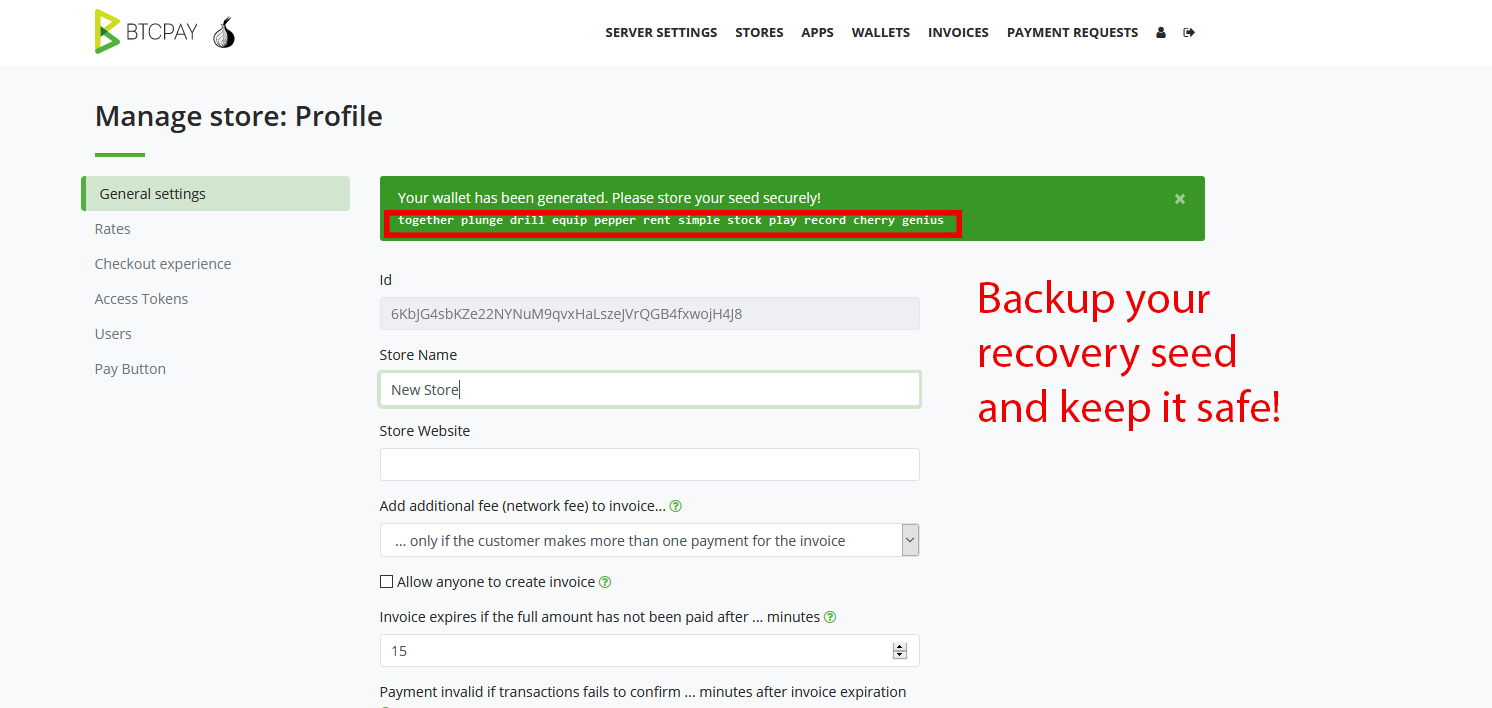 BTCPAY
SERVER SETTINGS STORES APPS WALLETS INVOICES PAYMENT REQUESTS
Manage store: Profile
General settings
Rates
Checkout experience
Access Tokens
Users
Pay Button
Your wallet has been generated. Please store your seed securely!
together plunge drill equip pepper rent simple stock play record cherry genius
Id
6KbJG4sbKZe22NYNuM9qvxHaLszeJVrQGB4fxwojH4J8
Store Name
New Store
Store Website
Add additional fee (network fee) to invoice...
... only if the customer makes more than one payment for the invoice
Allow anyone to create invoice
Invoice expires if the full amount has not been paid after ... minutes
15
Payment invalid if transactions fails to confirm ... minutes after invoice expiration
Backup your
recovery seed
and keep it safe!